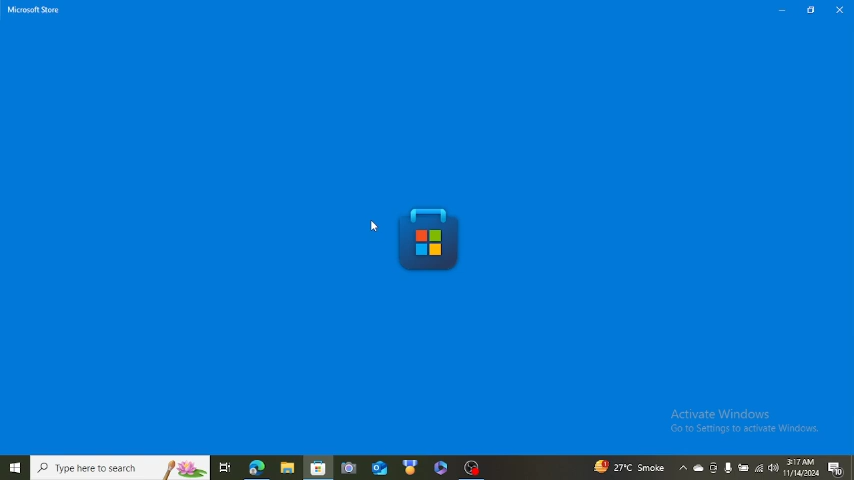 Microsoft Store
Activate Windows
Go to Settings to activate Windows.
Type here to search
27°C Smoke
3:17 AM
11/14/2024
10